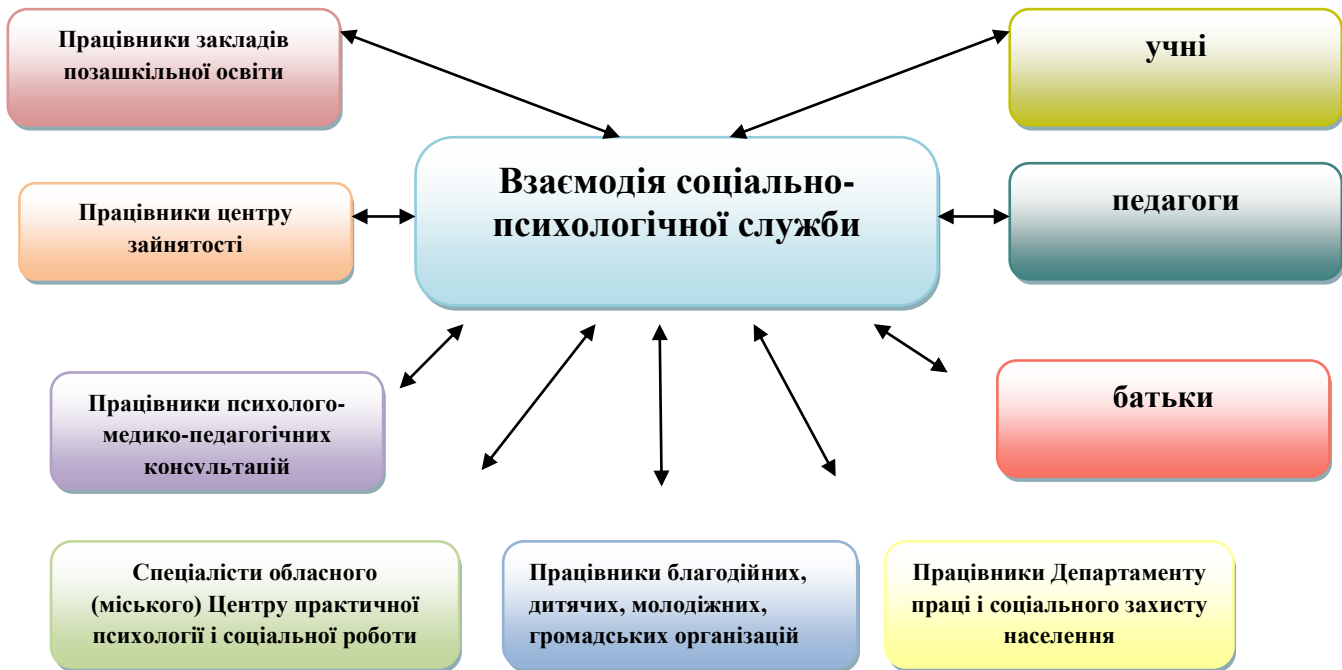 Працівники закладів
позашкільної освіти
учні
Взаємодія соціально-
психологічної служби
Працівники центру
зайнятості
педагоги
Працівники психолого-
медико-педагогічних
консультацій
батьки
Спеціалісти обласного
(міського) Центру практичної
психології і соціальної роботи
Працівники благодійних,
дитячих, молодіжних,
громадських організацій
Працівники Департаменту
праці і соціального захисту
населення